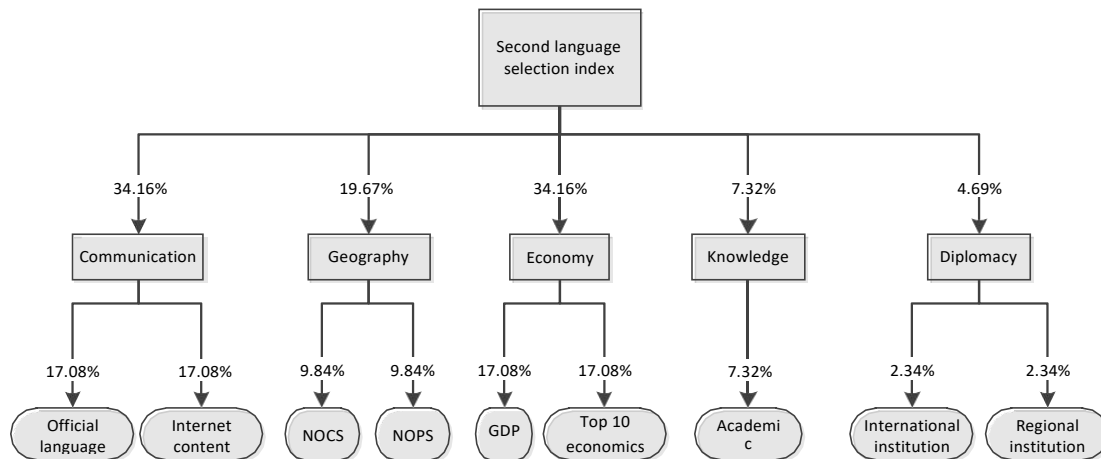 Second language
selection index
34.16%
19.67%
34.16%
7.32%
4.69%
Communication
Geography
Economy
Knowledge
Diplomacy
17.08%
17.08%
9.84%
9.84%
17.08%
17.08%
7.32%
2.34%
2.34%
Official
language
Internet
content
NOCS
NOPS
GDP
Top 10
economics
Academi
c
International
institution
Regional
institution